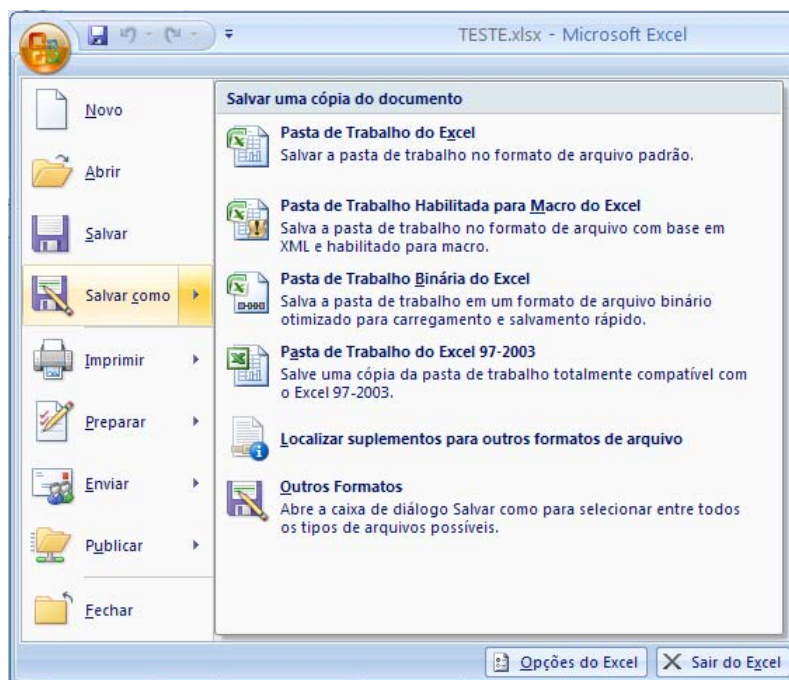 TESTE.xlsx - Microsoft Excel
Novo
Abrir
Salvar
Salvar como
Imprimir
Preparar
Enviar
Publicar
Fechar
Salvar uma cópia do documento
Pasta de Trabalho do Excel
Salvar a pasta de trabalho no formato de arquivo padrão.
Pasta de Trabalho Habilitada para Macro do Excel
Salva a pasta de trabalho no formato de arquivo com base em
XML e habilitado para macro.
Pasta de Trabalho Binária do Excel
Salva a pasta de trabalho em um formato de arquivo binário
otimizado para carregamento e salvamento rápido.
Pasta de Trabalho do Excel 97-2003
Salve uma cópia da pasta de trabalho totalmente compatível com
o Excel 97-2003.
Localizar suplementos para outros formatos de arquivo
Outros Formatos
Abre a caixa de diálogo Salvar como para selecionar entre todos
os tipos de arquivos possíveis.
Opções do Excel
Sair do Excel